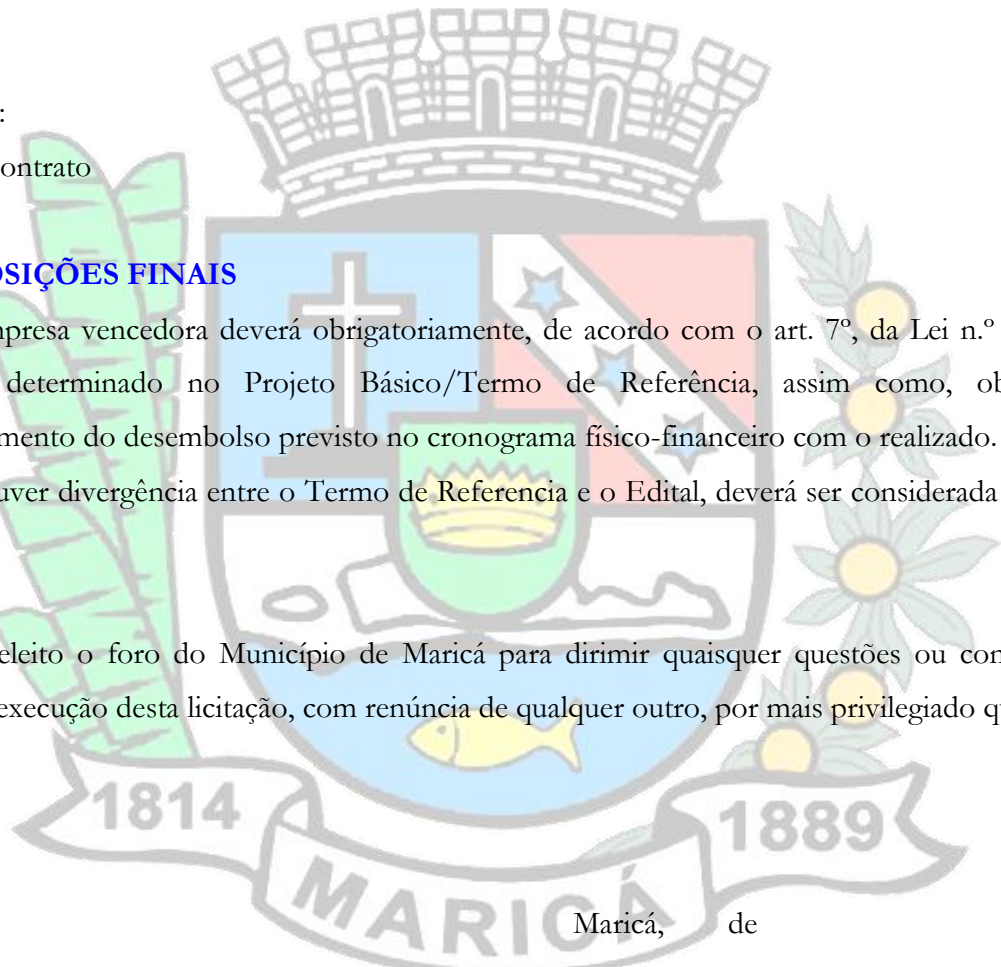 :
ontrato
OSIÇÕES FINAIS
mpresa vencedora deverá obrigatoriamente, de acordo com o art. 7º, da Lei n.º
determinado no Projeto Básico/Termo de Referência, assim como, ob
mento do desembolso previsto no cronograma físico-financeiro com o realizado.
uver divergência entre o Termo de Referencia e o Edital, deverá ser considerada
eleito o foro do Município de Maricá para dirimir quaisquer questões ou con
execução desta licitação, com renúncia de qualquer outro, por mais privilegiado q
1814
1889
MARICÁ
Maricá, de